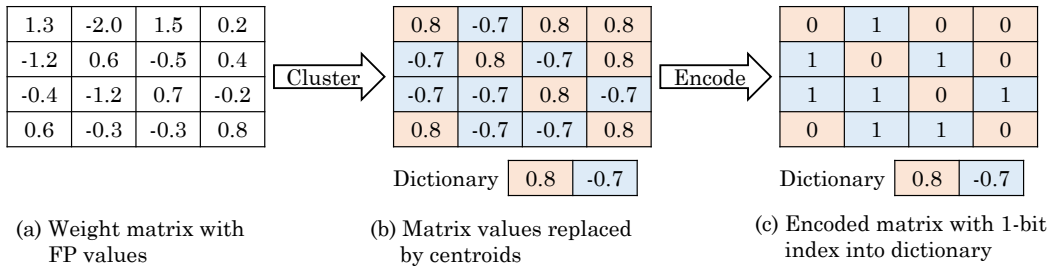 1.3 -2.0 1.5 0.2 0.8 -0.7 0.8 0.8 0 1 0 0
-1.2 0.6 -0.5 0.4 Cluster -0.7 0.8 -0.7 0.8 Encode 1 0 1 0
-0.4 -1.2 0.7 -0.2 -0.7 -0.7 0.8 -0.7 1 1 0 1
0.6 -0.3 -0.3 0.8 0.8 -0.7 -0.7 0.8 0 1 1 0
Dictionary 0.8 -0.7 Dictionary 0.8 -0.7
(a) Weight matrix with
FP values
(b) Matrix values replaced
by centroids
(c) Encoded matrix with 1-bit
index into dictionary